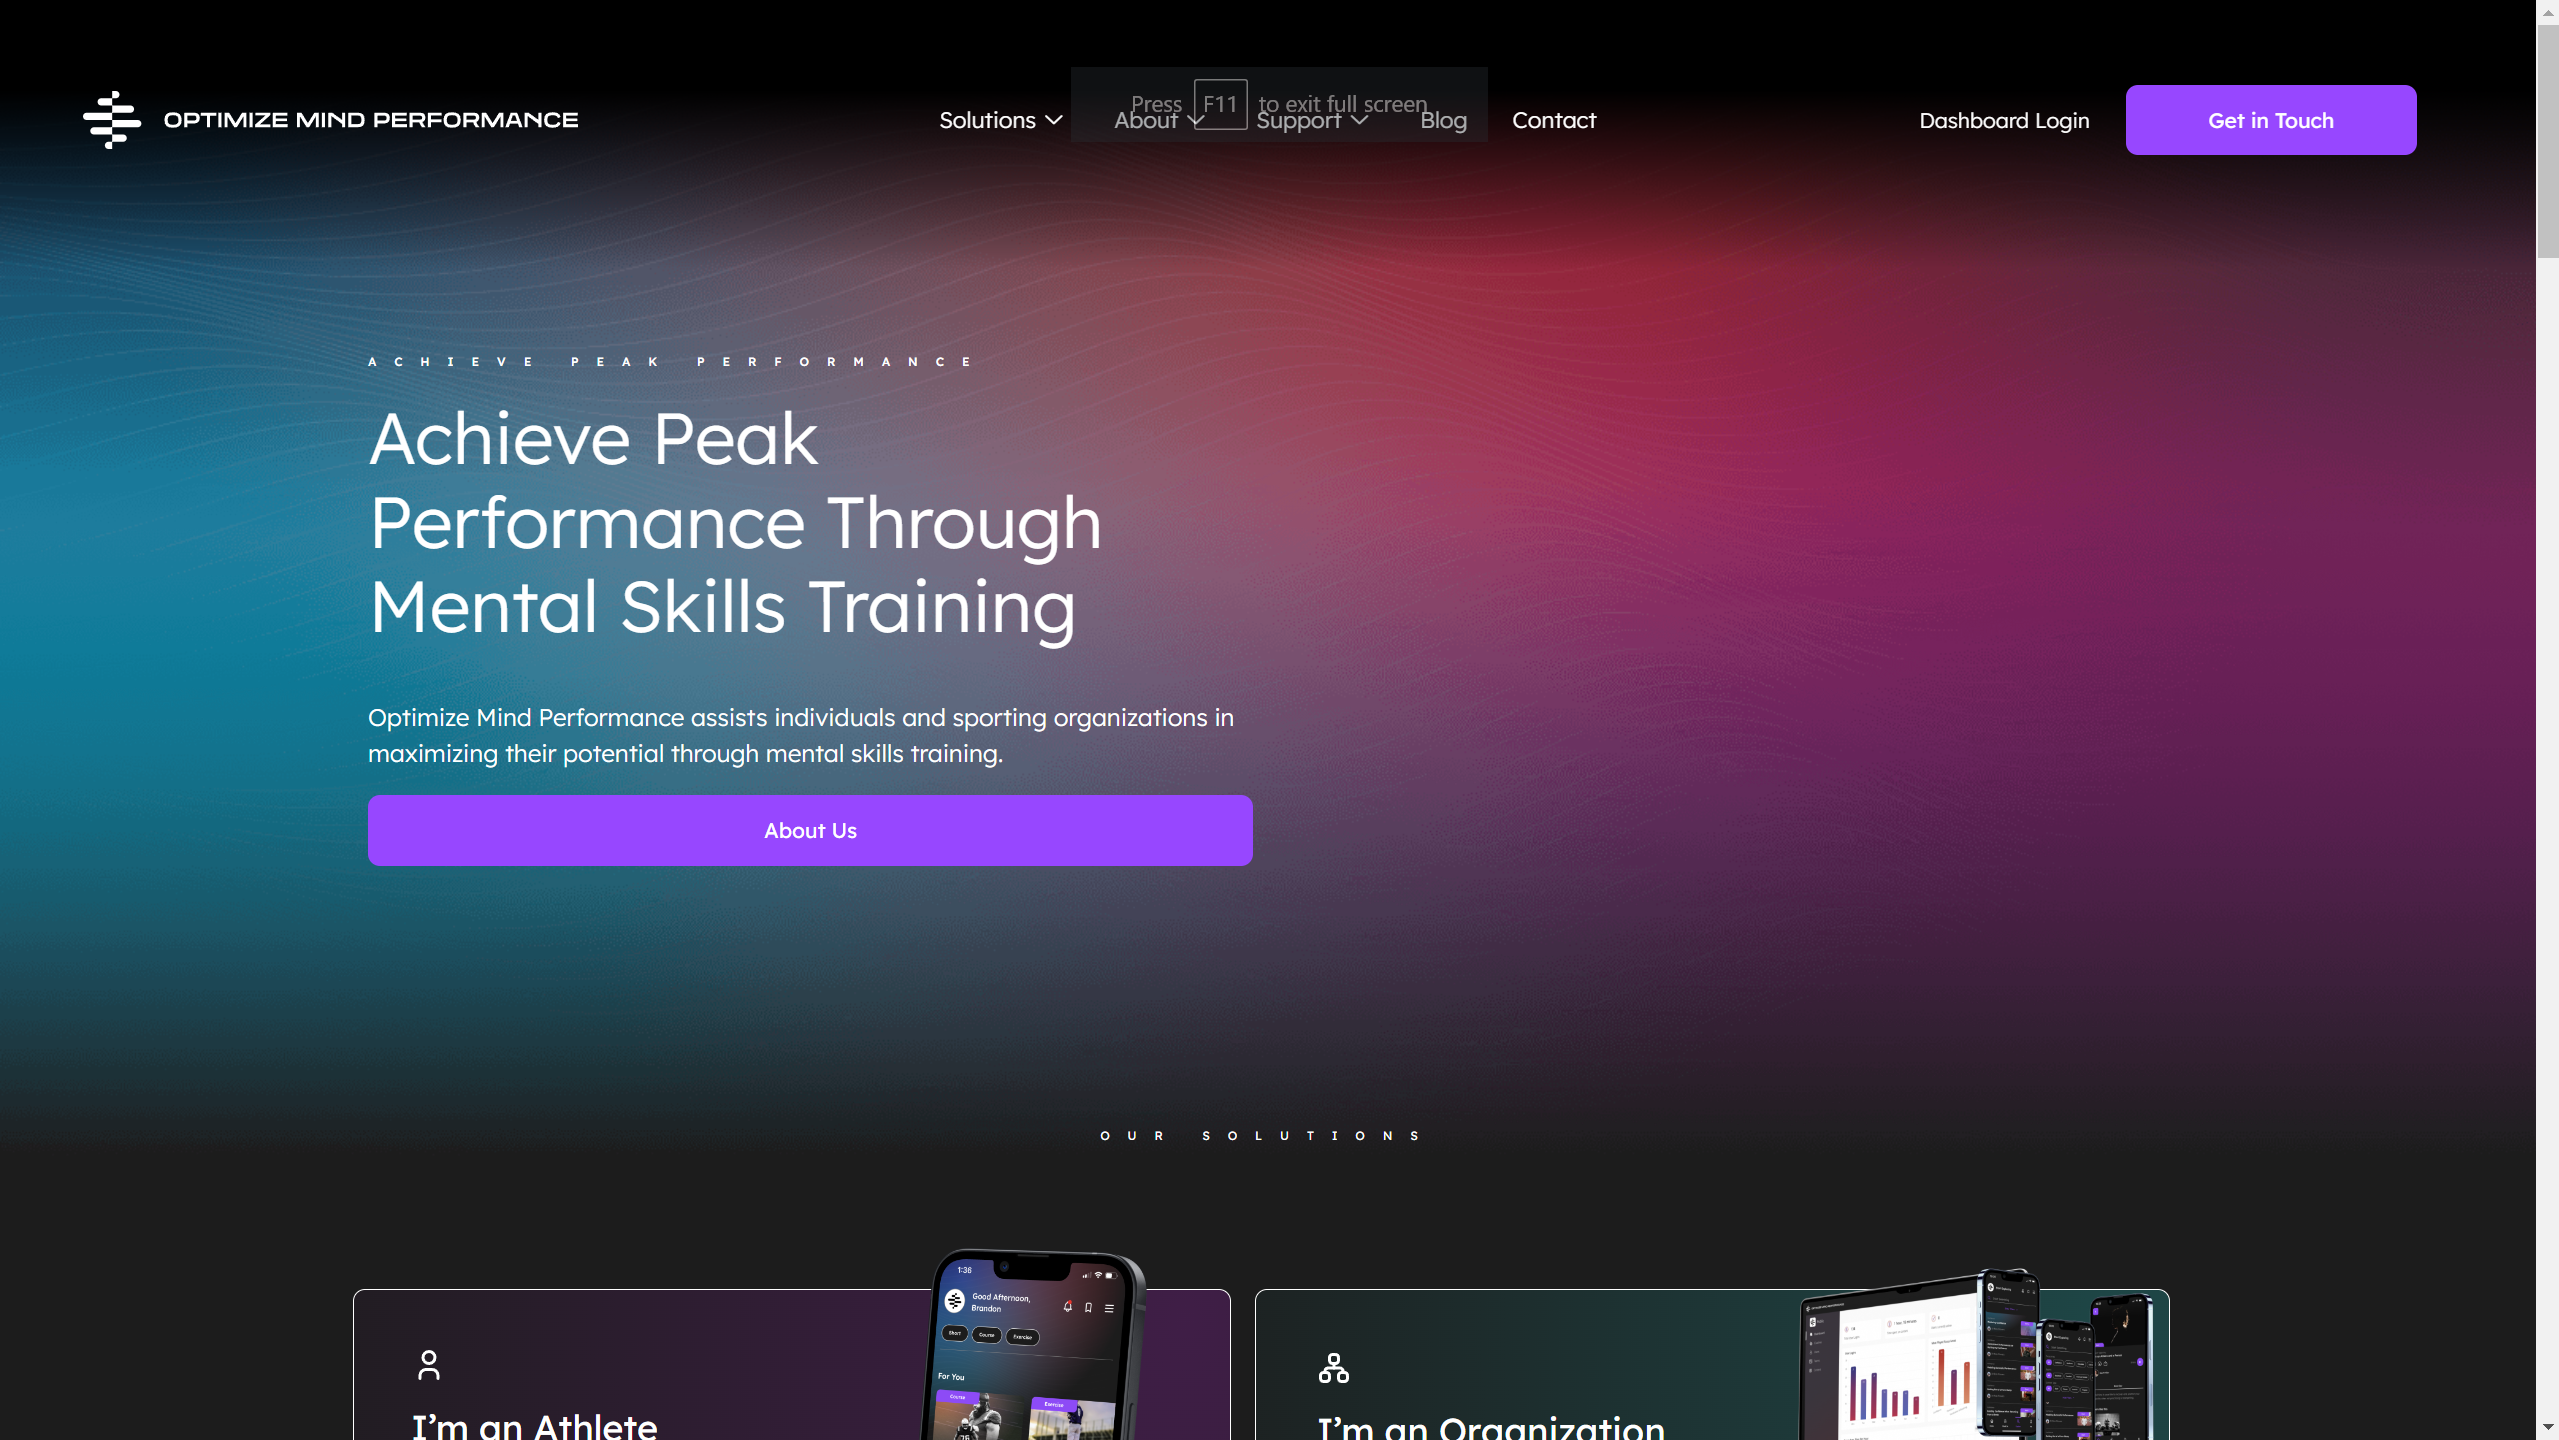 OPTIMIZE MIND PERFORMANCE
Solutions
About
Support
Blog
Contact
Press F11 to exit full screen
Dashboard Login
Get in Touch
ACHIEVE PEAK PERFORMANCE
Achieve Peak
Performance Through
Mental Skills Training
Optimize Mind Performance assists individuals and sporting organizations in
maximizing their potential through mental skills training.
About Us
OUR SOLUTIONS
1:36
Good Afternoon,
Brandon
Short
Course
Exercise
For You
Course
Exercise
I'm an Athlete
I'm an Organization